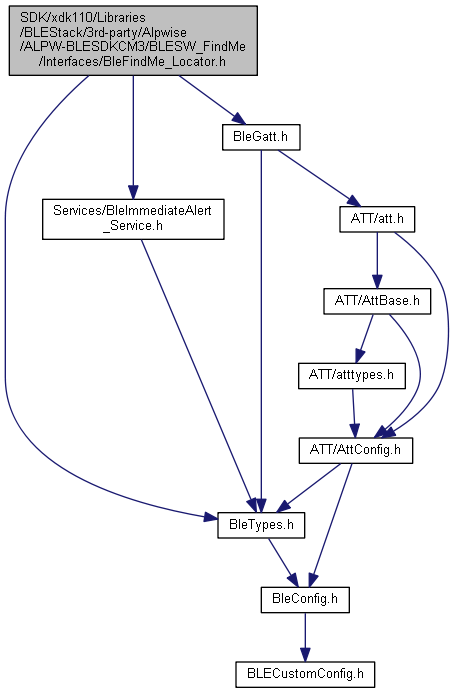 SDK/xdk110/Libraries
/BLEStack/3rd-party/Alpwise
/ALPW-BLESDKCM3/BLESW_FindMe
/Interfaces/BleFindMe_Locator.h
BleGatt.h
Services/BleImmediateAlert
_Service.h
ATT/att.h
ATT/AttBase.h
ATT/atttypes.h
ATT/AttConfig.h
BleTypes.h
BleConfig.h
BLECustomConfig.h